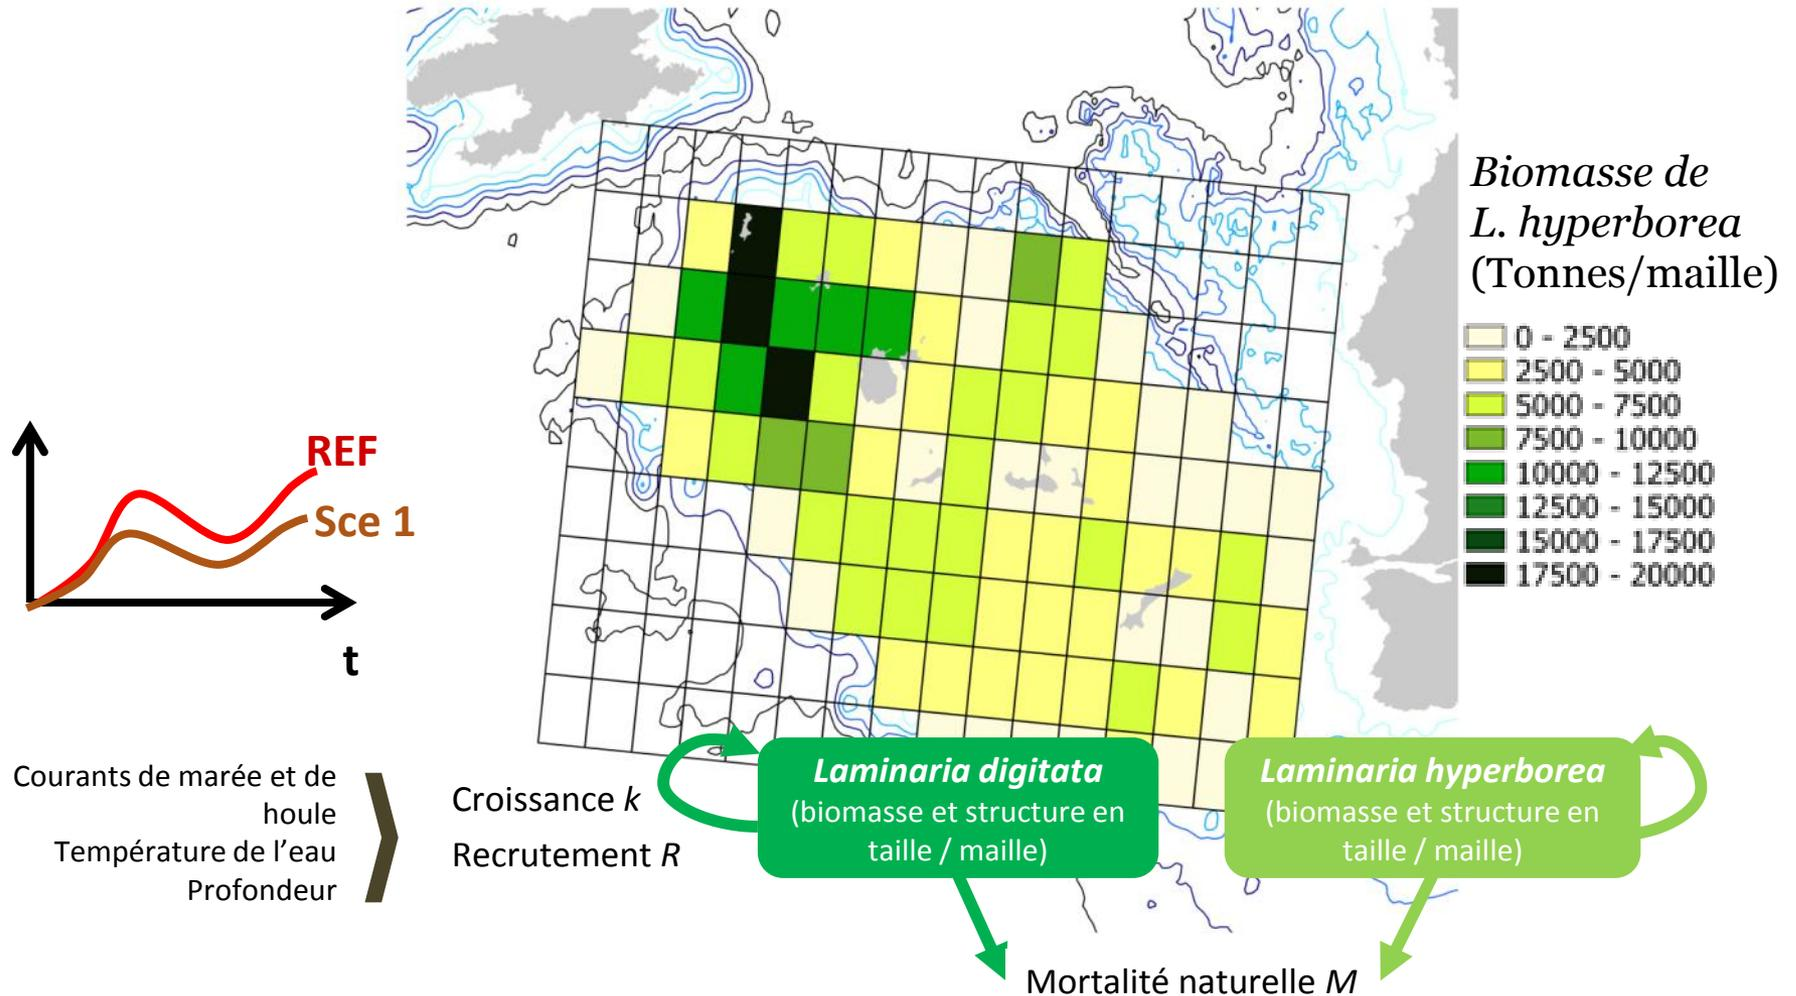 Biomasse de
L. hyperborea
(Tonnes/maille)
0 - 2500
2500 - 5000
5000 - 7500
7500 - 10000
10000 - 12500
12500 - 15000
15000 - 17500
17500 - 20000
REF
Sce 1
t
Courants de marée et de
houle
Température de l’eau
Profondeur
Croissance k
Recrutement R
Laminaria digitata
(biomasse et structure en
taille / maille)
Laminaria hyperborea
(biomasse et structure en
taille / maille)
Mortalité naturelle M